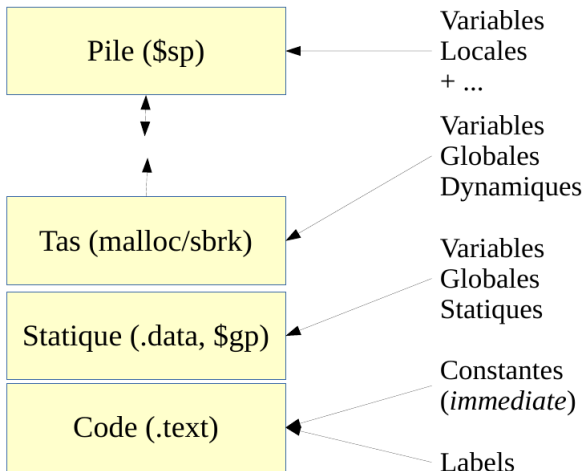 Pile ($sp)
Variables
Locales
+ ...
Variables
Globales
Dynamiques
Tas (malloc/sbrk)
Variables
Globales
Statiques
Statique (.data, $gp)
Constantes
(immediate)
Code (.text)
Labels